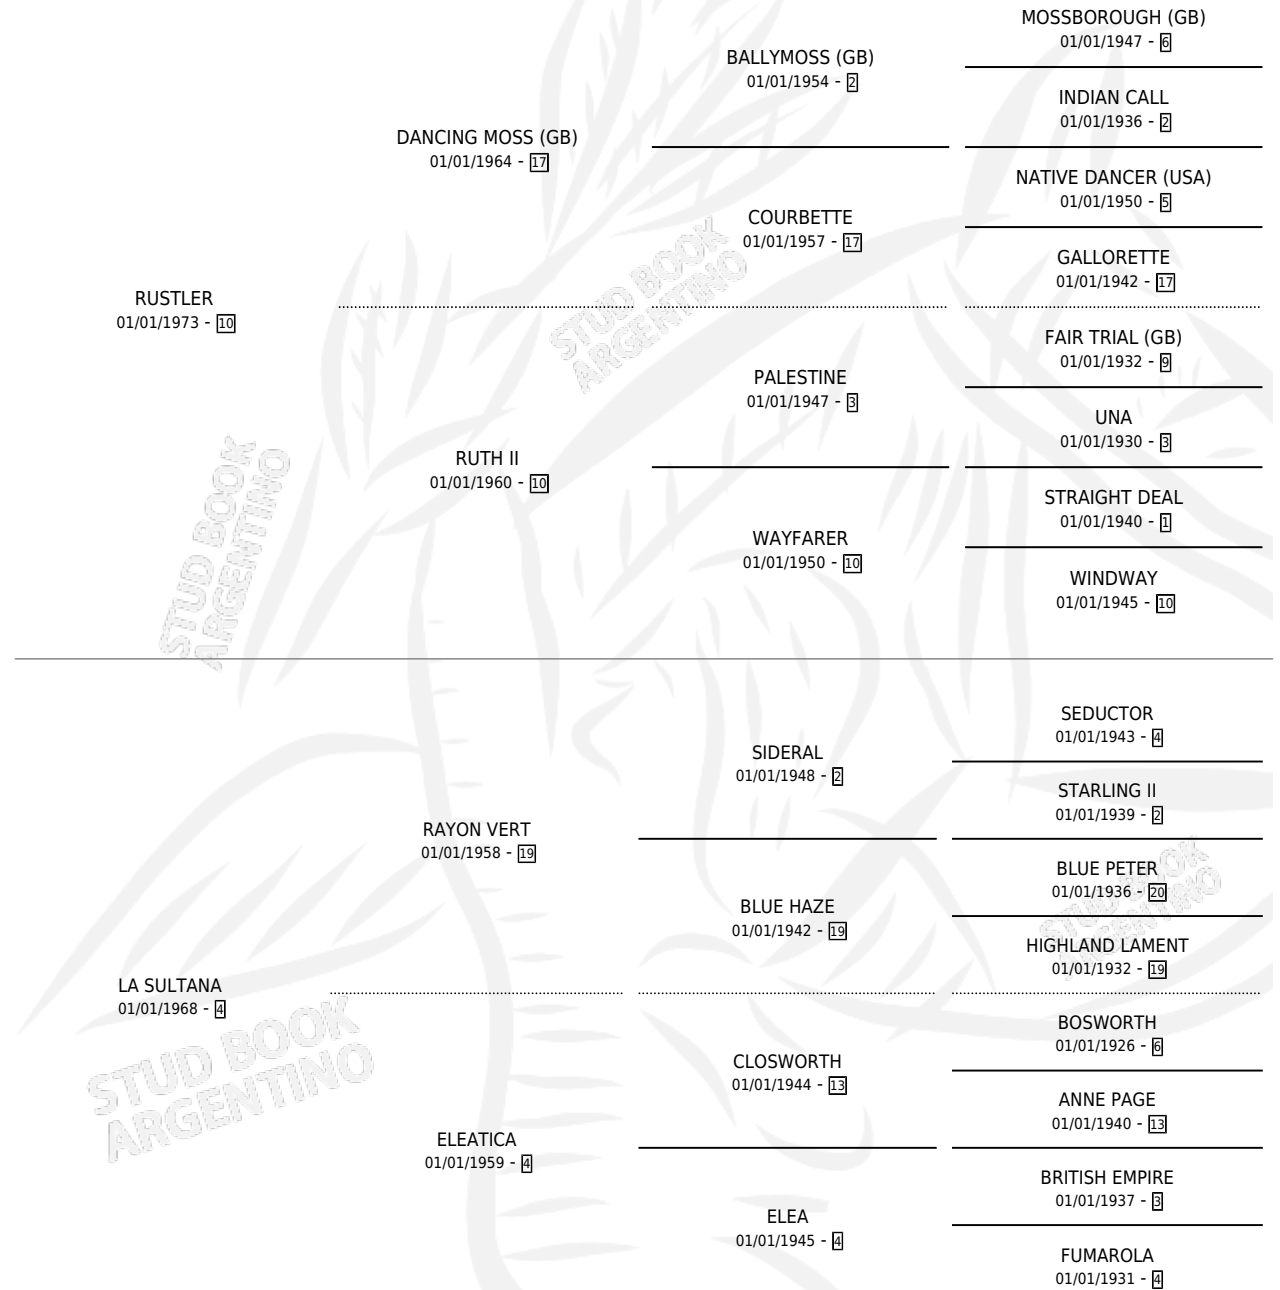 MOSSBOROUGH (GB)
01/01/1947 - 6
BALLYMOSS (GB)
01/01/1954 - 2
INDIAN CALL
01/01/1936 - 2
DANCING MOSS (GB)
01/01/1964 - 17
NATIVE DANCER (USA)
01/01/1950 - 5
COURBETTE
01/01/1957 - 17
GALLORETTE
01/01/1942 - 17
RUSTLER
01/01/1973 - 10
FAIR TRIAL (GB)
01/01/1932 - 9
PALESTINE
01/01/1947 - 3
UNA
01/01/1930 - 3
RUTH II
01/01/1960 - 10
STRAIGHT DEAL
01/01/1940 - 1
WAYFARER
01/01/1950 - 10
WINDWAY
01/01/1945 - 10
SEDUCTOR
01/01/1943 - 4
SIDERAL
01/01/1948 - 2
STARLING II
01/01/1939 - 2
RAYON VERT
01/01/1958 - 19
BLUE PETER
01/01/1936 - 20
BLUE HAZE
01/01/1942 - 19
HIGHLAND LAMENT
01/01/1932 - 19
LA SULTANA
01/01/1968 - 4
BOSWORTH
01/01/1926 - 6
CLOSWORTH
01/01/1944 - 13
ANNE PAGE
01/01/1940 - 13
ELEATICA
01/01/1959 - 4
BRITISH EMPIRE
01/01/1937 - 3
ELEA
01/01/1945 - 4
FUMAROLA
01/01/1931 - 4
STUD BOOK
ARGENTINO
STUD BOOK
ARGENTINO
STUD BOOK
ARGENTINO
STUD BOOK
ARGENTINO